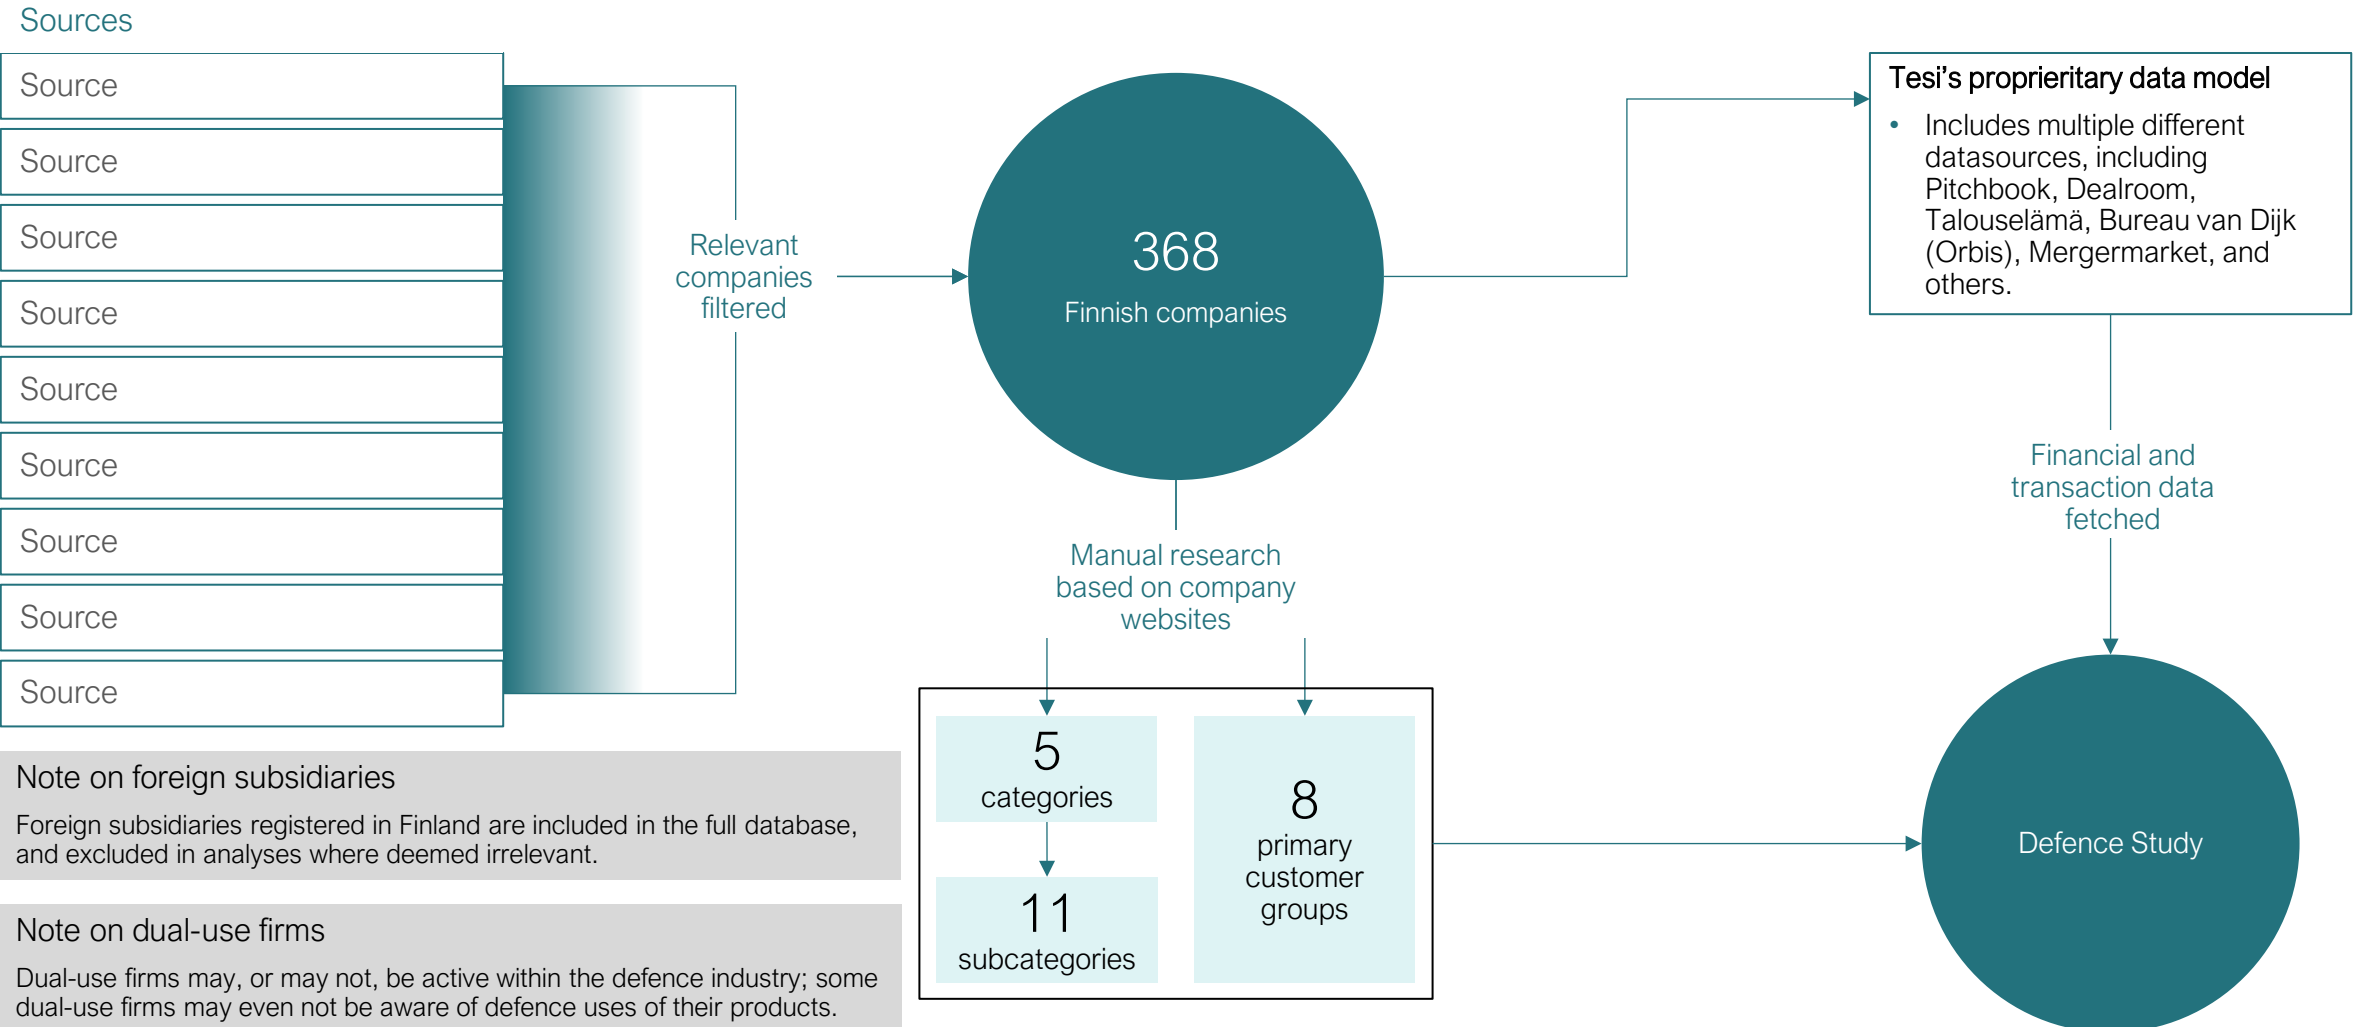 Sources
Source
Source
Source
Source
Source
Source
Source
Source
Source
Relevant
companies
filtered
368
Finnish companies
Tesi's proprieritary data model
• Includes multiple different
datasources, including
Pitchbook, Dealroom,
Talouselämä, Bureau van Dijk
(Orbis), Mergermarket, and
others.
Financial and
transaction data
fetched
Manual research
based on company
websites
5
categories
11
subcategories
8
primary
customer
groups
Defence Study
Note on foreign subsidiaries
Foreign subsidiaries registered in Finland are included in the full database,
and excluded in analyses where deemed irrelevant.
Note on dual-use firms
Dual-use firms may, or may not, be active within the defence industry; some
dual-use firms may even not be aware of defence uses of their products.